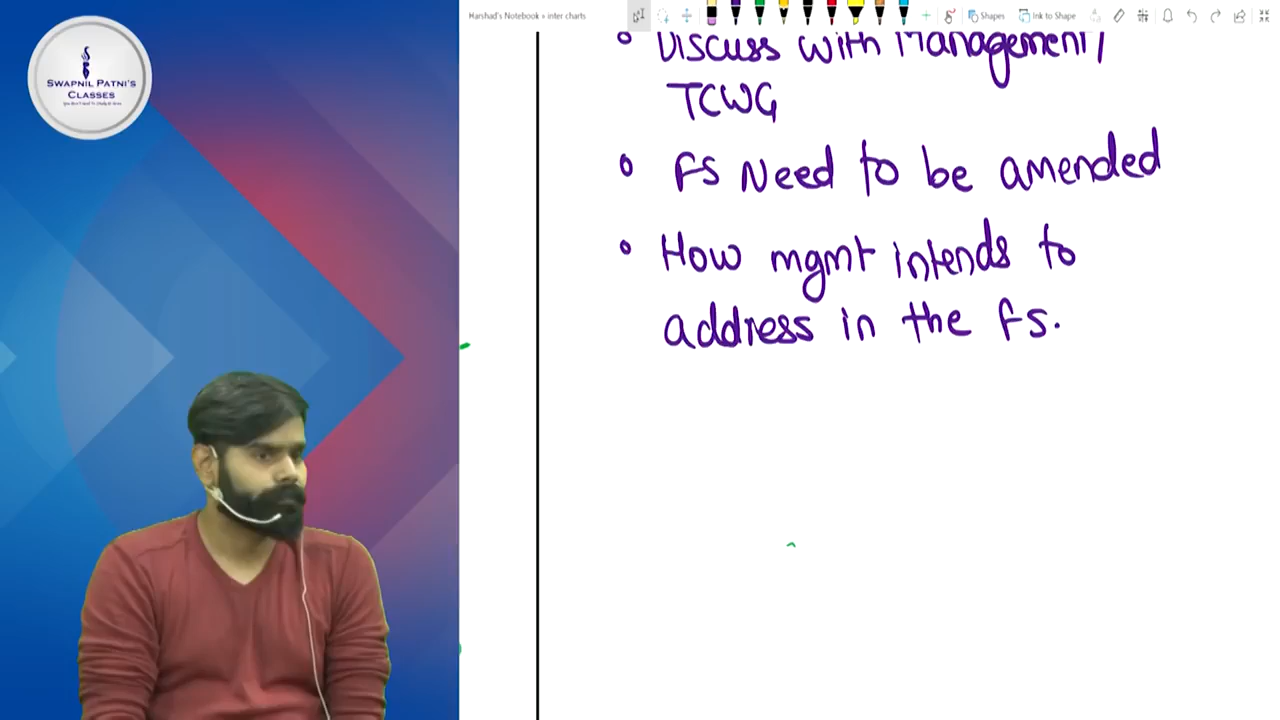 SWAPNIL PATNI'S
CLASSES
Harshad's Notebook » inter charts
Shapes
Ink to Shape
• Discuss with Management/
TCWG
• FS Need to be amended
• How mgmt intends to
address in the FS.